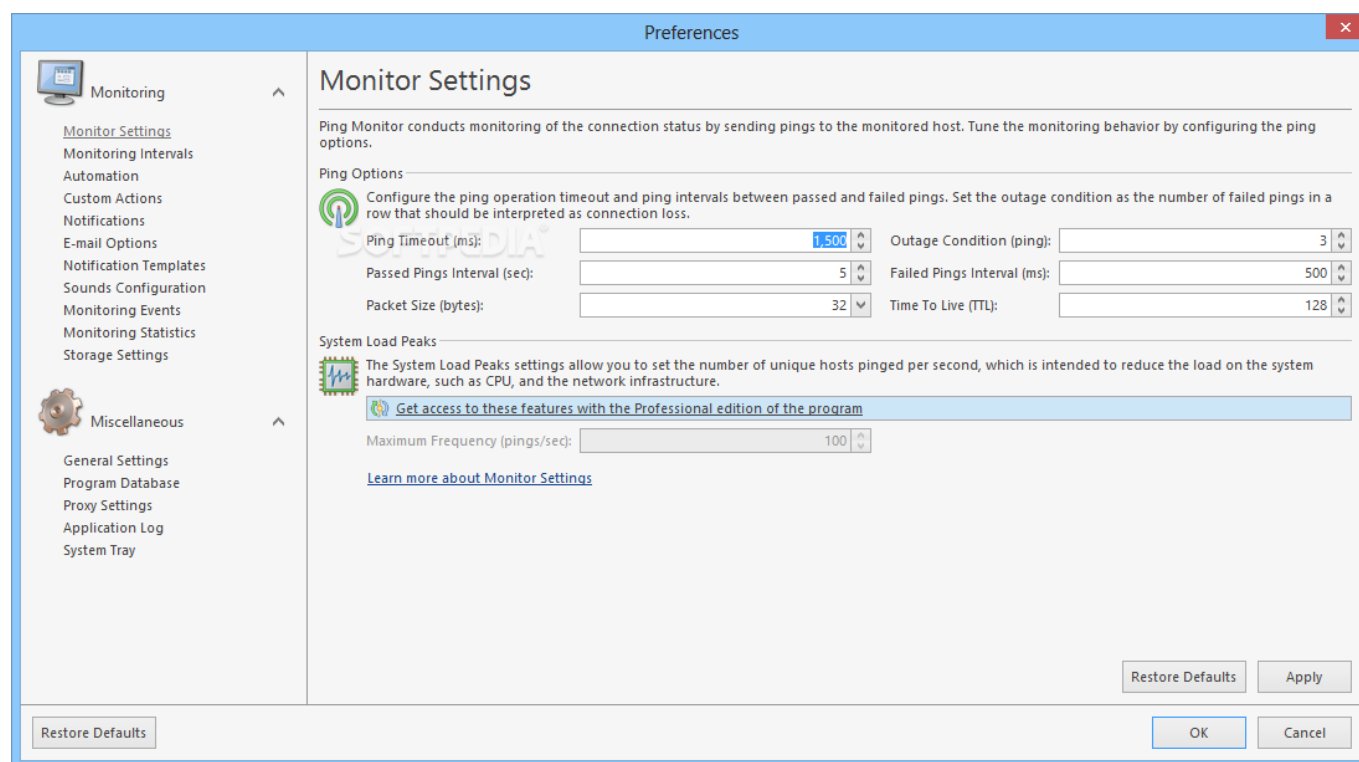 Preferences
Monitoring
Monitor Settings
Monitoring Intervals
Automation
Custom Actions
Notifications
E-mail Options
Notification Templates
Sounds Configuration
Monitoring Events
Monitoring Statistics
Storage Settings
Miscellaneous
General Settings
Program Database
Proxy Settings
Application Log
System Tray
Monitor Settings
Ping Monitor conducts monitoring of the connection status by sending pings to the monitored host. Tune the monitoring behavior by configuring the ping
options.
Ping Options
Configure the ping operation timeout and ping intervals between passed and failed pings. Set the outage condition as the number of failed pings in a
row that should be interpreted as connection loss.
SOFTPEDIA
Ping Timeout (ms): 1,500 Outage Condition (ping): 3
Passed Pings Interval (sec): 5 Failed Pings Interval (ms): 500
Packet Size (bytes): 32 Time To Live (TTL): 128
System Load Peaks
The System Load Peaks settings allow you to set the number of unique hosts pinged per second, which is intended to reduce the load on the system
hardware, such as CPU, and the network infrastructure.
Get access to these features with the Professional edition of the program
Maximum Frequency (pings/sec): 100
Learn more about Monitor Settings
Restore Defaults Apply
Restore Defaults OK Cancel